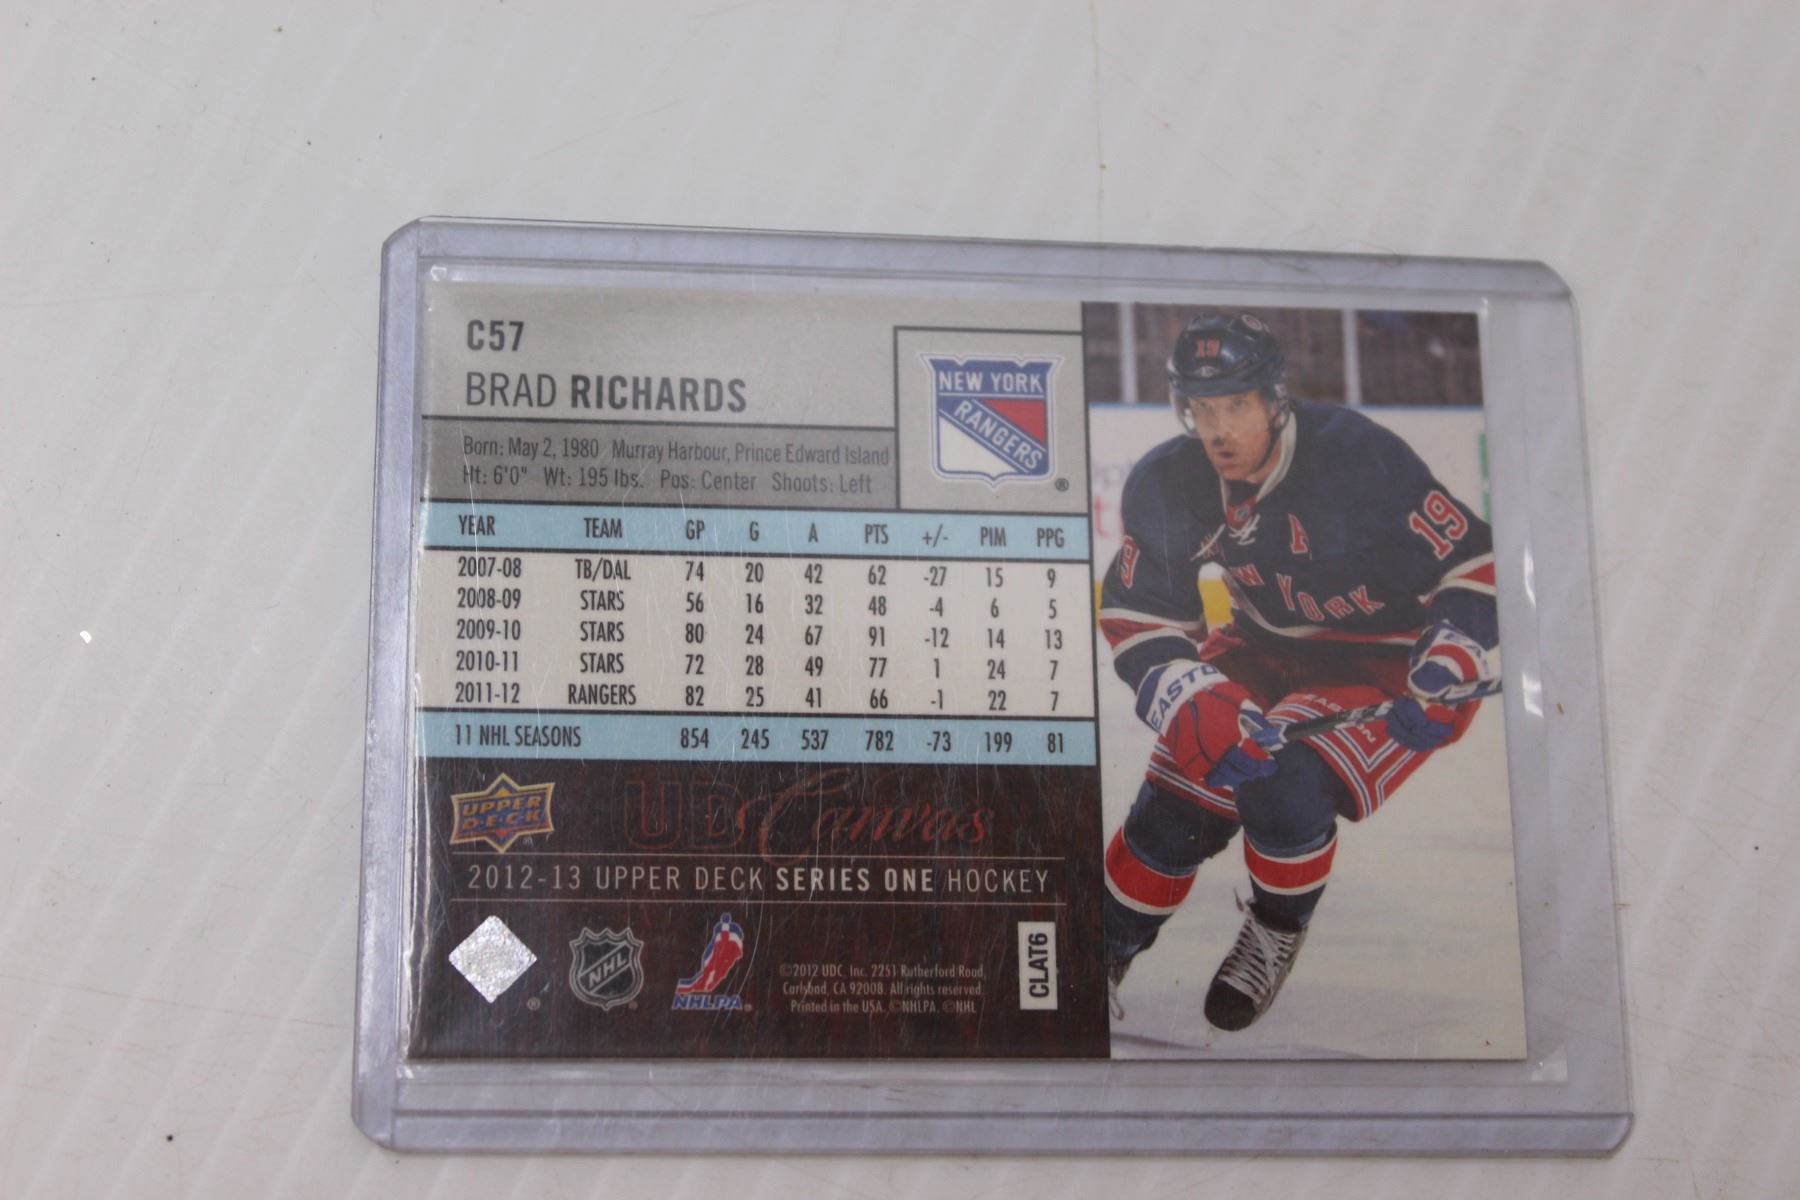 C57
BRAD RICHARDS
NEW YORK
RANGERS
®
Born: May 2, 1980 Murray Harbour, Prince Edward Island
Ht: 6'0" Wt: 195 lbs. Pos: Center Shoots: Left
YEAR TEAM GP G A PTS +/- PIM PPG
2007-08 TB/DAL 74 20 42 62 -27 15 9
2008-09 STARS 56 16 32 48 -4 6 5
2009-10 STARS 80 24 67 91 -12 14 13
2010-11 STARS 72 28 49 77 1 24 7
2011-12 RANGERS 82 25 41 66 -1 22 7
11 NHL SEASONS 854 245 537 782 -73 199 81
UPPER
D·E·C·K
UD Canvas
2012-13 UPPER DECK SERIES ONE HOCKEY
NHL
NHLPA
©2012 UDC, Inc. 2251 Rutherford Road,
Carlsbad, CA 92008. All rights reserved.
Printed in the USA. ©NHLPA. ©NHL
CLAT6
19
A
19
9
W YORK
EASTO